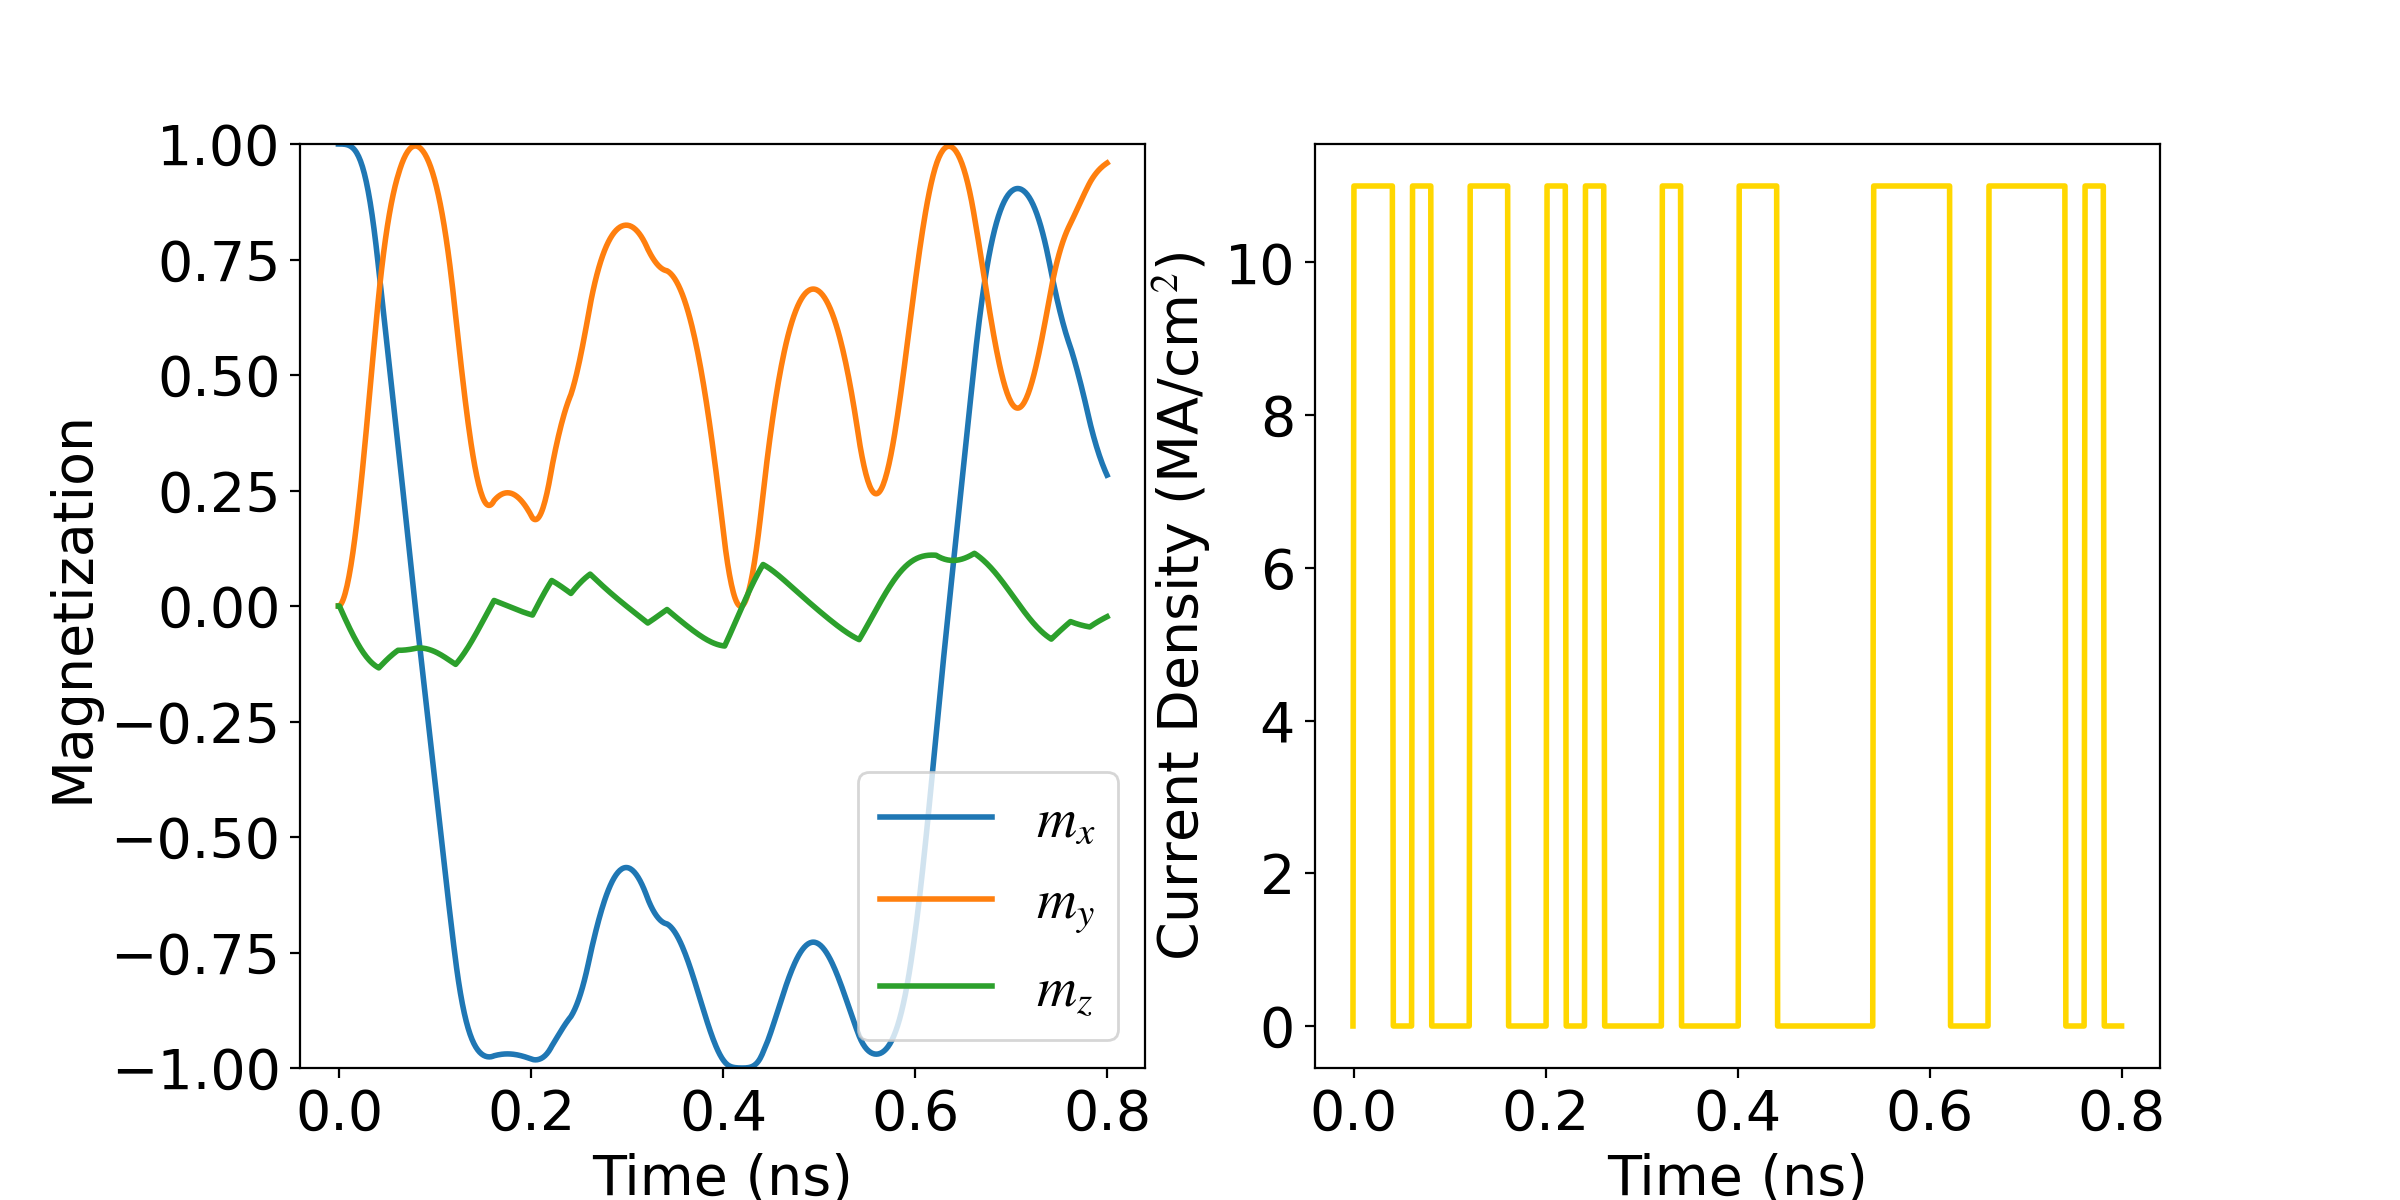 Magnetization
1.00
0.75
0.50
0.25
0.00
−0.25
−0.50
−0.75
−1.00
0.0 0.2 0.4 0.6 0.8
Time (ns)
m_x
m_y
m_z
Current Density (MA/cm²)
10
8
6
4
2
0
0.0 0.2 0.4 0.6 0.8
Time (ns)